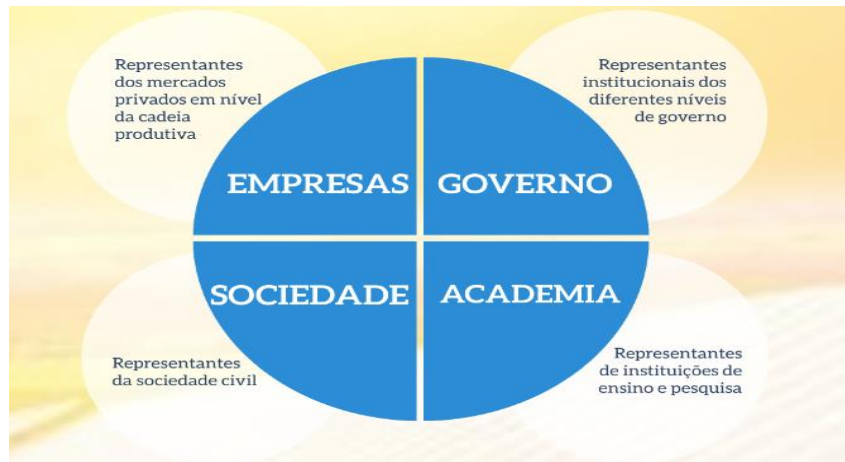 Representantes
dos mercados
privados em nível
da cadeia
produtiva
Representantes
institucionais dos
diferentes níveis
de governo
EMPRESAS
GOVERNO
SOCIEDADE
ACADEMIA
Representantes
da sociedade civil
Representantes
de instituições de
ensino e pesquisa